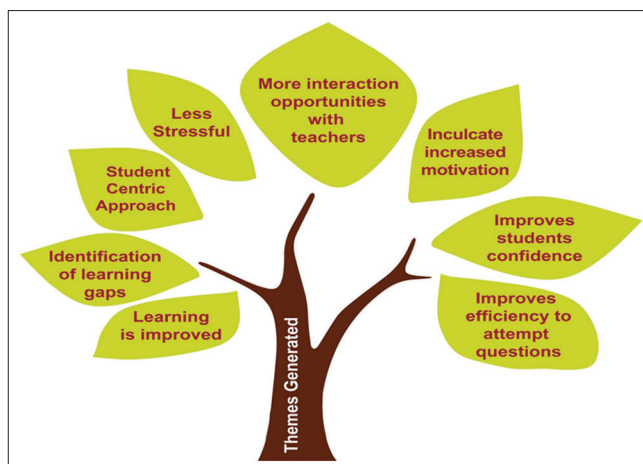 More interaction
opportunities
with
teachers
Less
Stressful
Inculcate
increased
motivation
Student
Centric
Approach
Improves
students
confidence
Identification
of learning
gaps
Improves
efficiency to
attempt
questions
Learning
is improved
Themes Generated